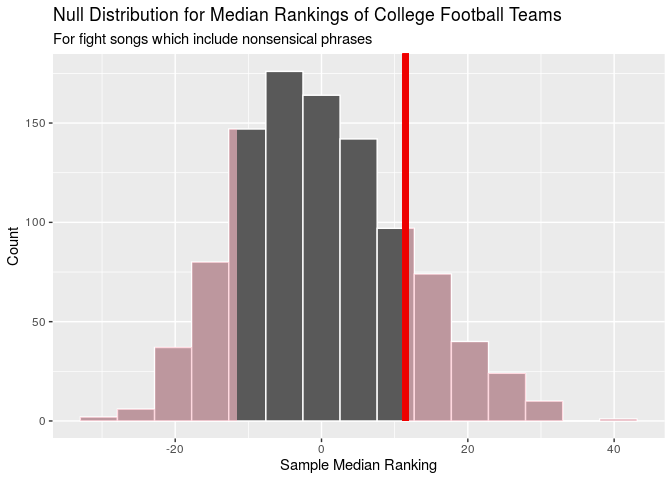 Null Distribution for Median Rankings of College Football Teams
For fight songs which include nonsensical phrases
Count
150
100
50
0
-20
0
20
40
Sample Median Ranking